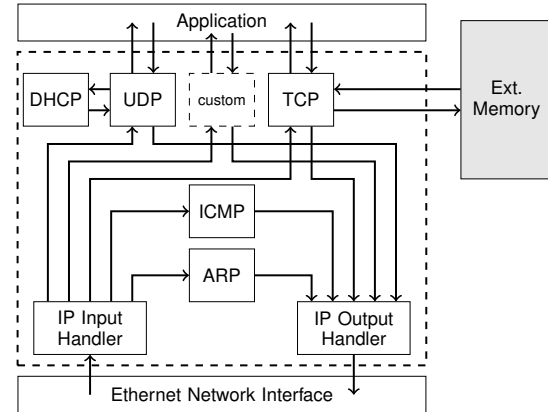 Application
DHCP
UDP
custom
TCP
Ext.
Memory
ICMP
ARP
IP Input
Handler
IP Output
Handler
Ethernet Network Interface